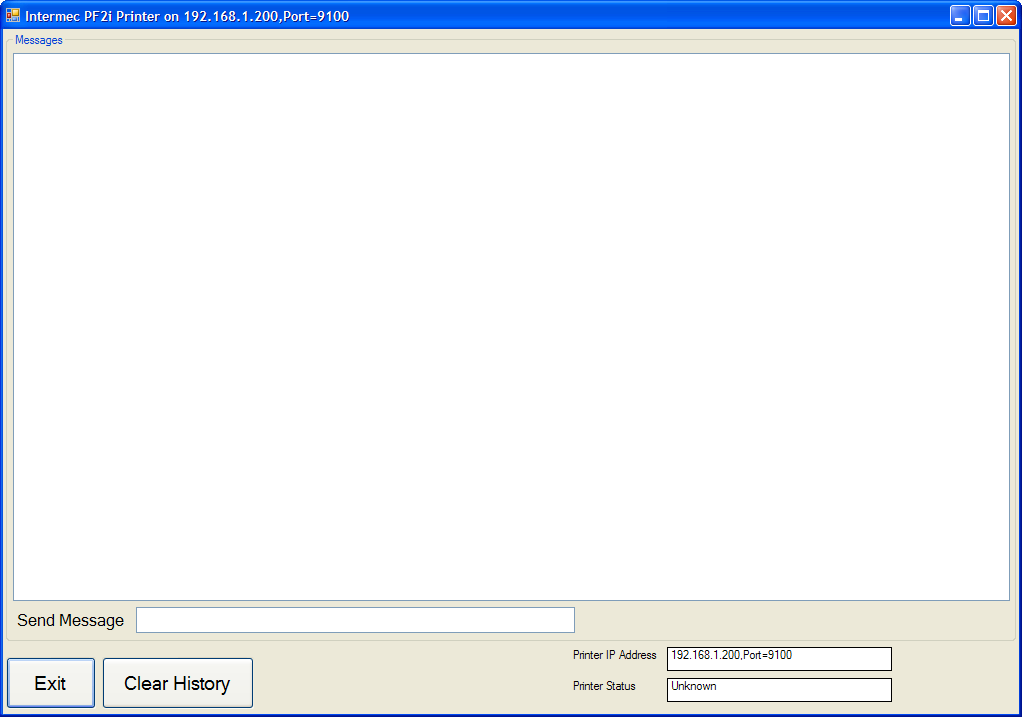 Intermec PF2i Printer on 192.168.1.200,Port=9100
Messages
Send Message
Printer IP Address 192.168.1.200,Port=9100
Printer Status Unknown
Exit Clear History